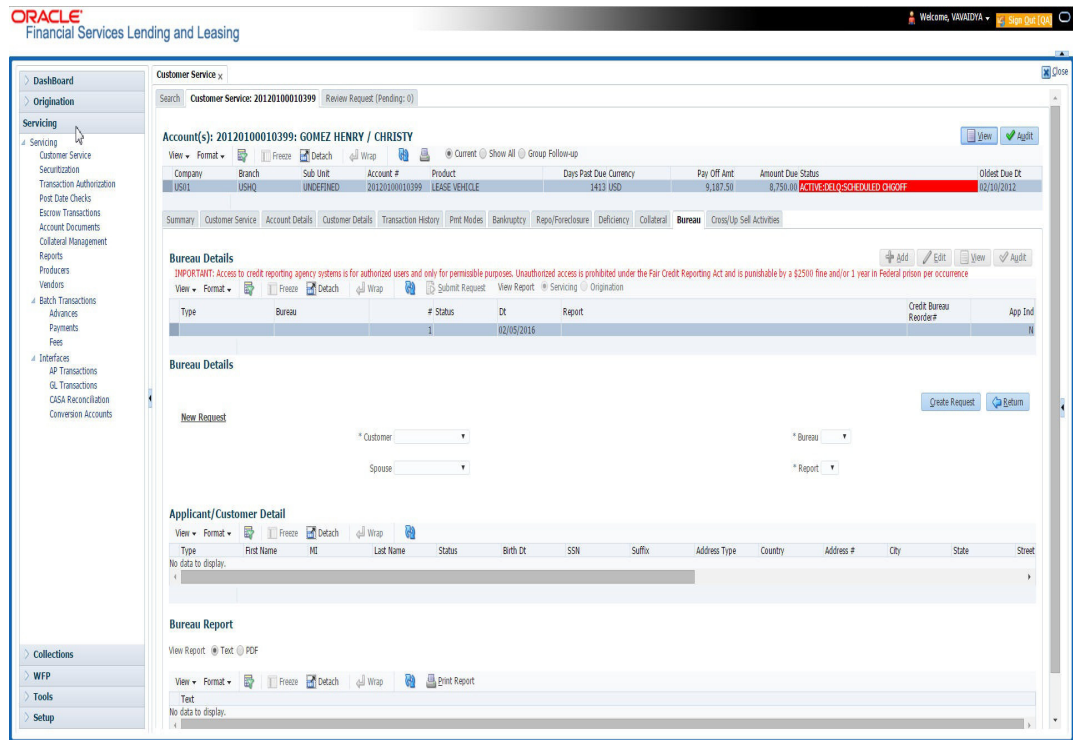 ORACLE
Financial Services Lending and Leasing
Welcome, VAVAIDYA
Sign Out [QA]
DashBoard
Origination
Servicing
Servicing
Customer Service
Securitization
Transaction Authorization
Post Date Checks
Escrow Transactions
Account Documents
Collateral Management
Reports
Producers
Vendors
Batch Transactions
Advances
Payments
Fees
Interfaces
AP Transactions
GL Transactions
CASA Reconciliation
Conversion Accounts
Collections
WFP
Tools
Setup
Customer Service x
Close
Search Customer Service: 20120100010399 Review Request (Pending: 0)
Account(s): 20120100010399: GOMEZ HENRY / CHRISTY
View Audit
View Format Freeze Detach Wrap Current Show All Group Follow-up
Company Branch Sub Unit Account # Product Days Past Due Currency Pay Off Amt Amount Due Status Oldest Due Dt
US01 USHQ UNDEFINED 20120100010399 LEASE VEHICLE 1413 USD 9,187.50 8,750.00 ACTIVE:DELQ:SCHEDULED CHGOFF 02/10/2012
Summary Customer Service Account Details Customer Details Transaction History Pmt Modes Bankruptcy Repo/Foreclosure Deficiency Collateral Bureau Cross/Up Sell Activities
Bureau Details
Add Edit View Audit
IMPORTANT: Access to credit reporting agency systems is for authorized users and only for permissible purposes. Unauthorized access is prohibited under the Fair Credit Reporting Act and is punishable by a $2500 fine and/or 1 year in Federal prison per occurrence
View Format Freeze Detach Wrap Submit Request View Report Servicing Origination
Type Bureau # Status Dt Report Credit Bureau Reorder# App Ind
1 02/05/2016 N
Bureau Details
Create Request Return
New Request
* Customer * Bureau
Spouse * Report
Applicant/Customer Detail
View Format Freeze Detach Wrap
Type First Name MI Last Name Status Birth Dt SSN Suffix Address Type Country Address # City State Street
No data to display.
Bureau Report
View Report Text PDF
View Format Freeze Detach Wrap Print Report
Text
No data to display.